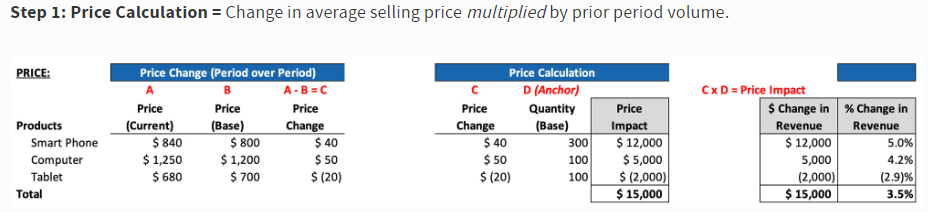 Step 1: Price Calculation = Change in average selling price multiplied by prior period volume.
PRICE: Price Change (Period over Period) Price Calculation
A B A - B = C C D (Anchor) C x D = Price Impact
Price Price Price Price Quantity Price $ Change in % Change in
Products (Current) (Base) Change Change (Base) Impact Revenue Revenue
Smart Phone $ 840 $ 800 $ 40 $ 40 300 $ 12,000 $ 12,000 5.0%
Computer $ 1,250 $ 1,200 $ 50 $ 50 100 $ 5,000 5,000 4.2%
Tablet $ 680 $ 700 $ (20) $ (20) 100 $ (2,000) (2,000) (2.9)%
Total $ 15,000 $ 15,000 3.5%